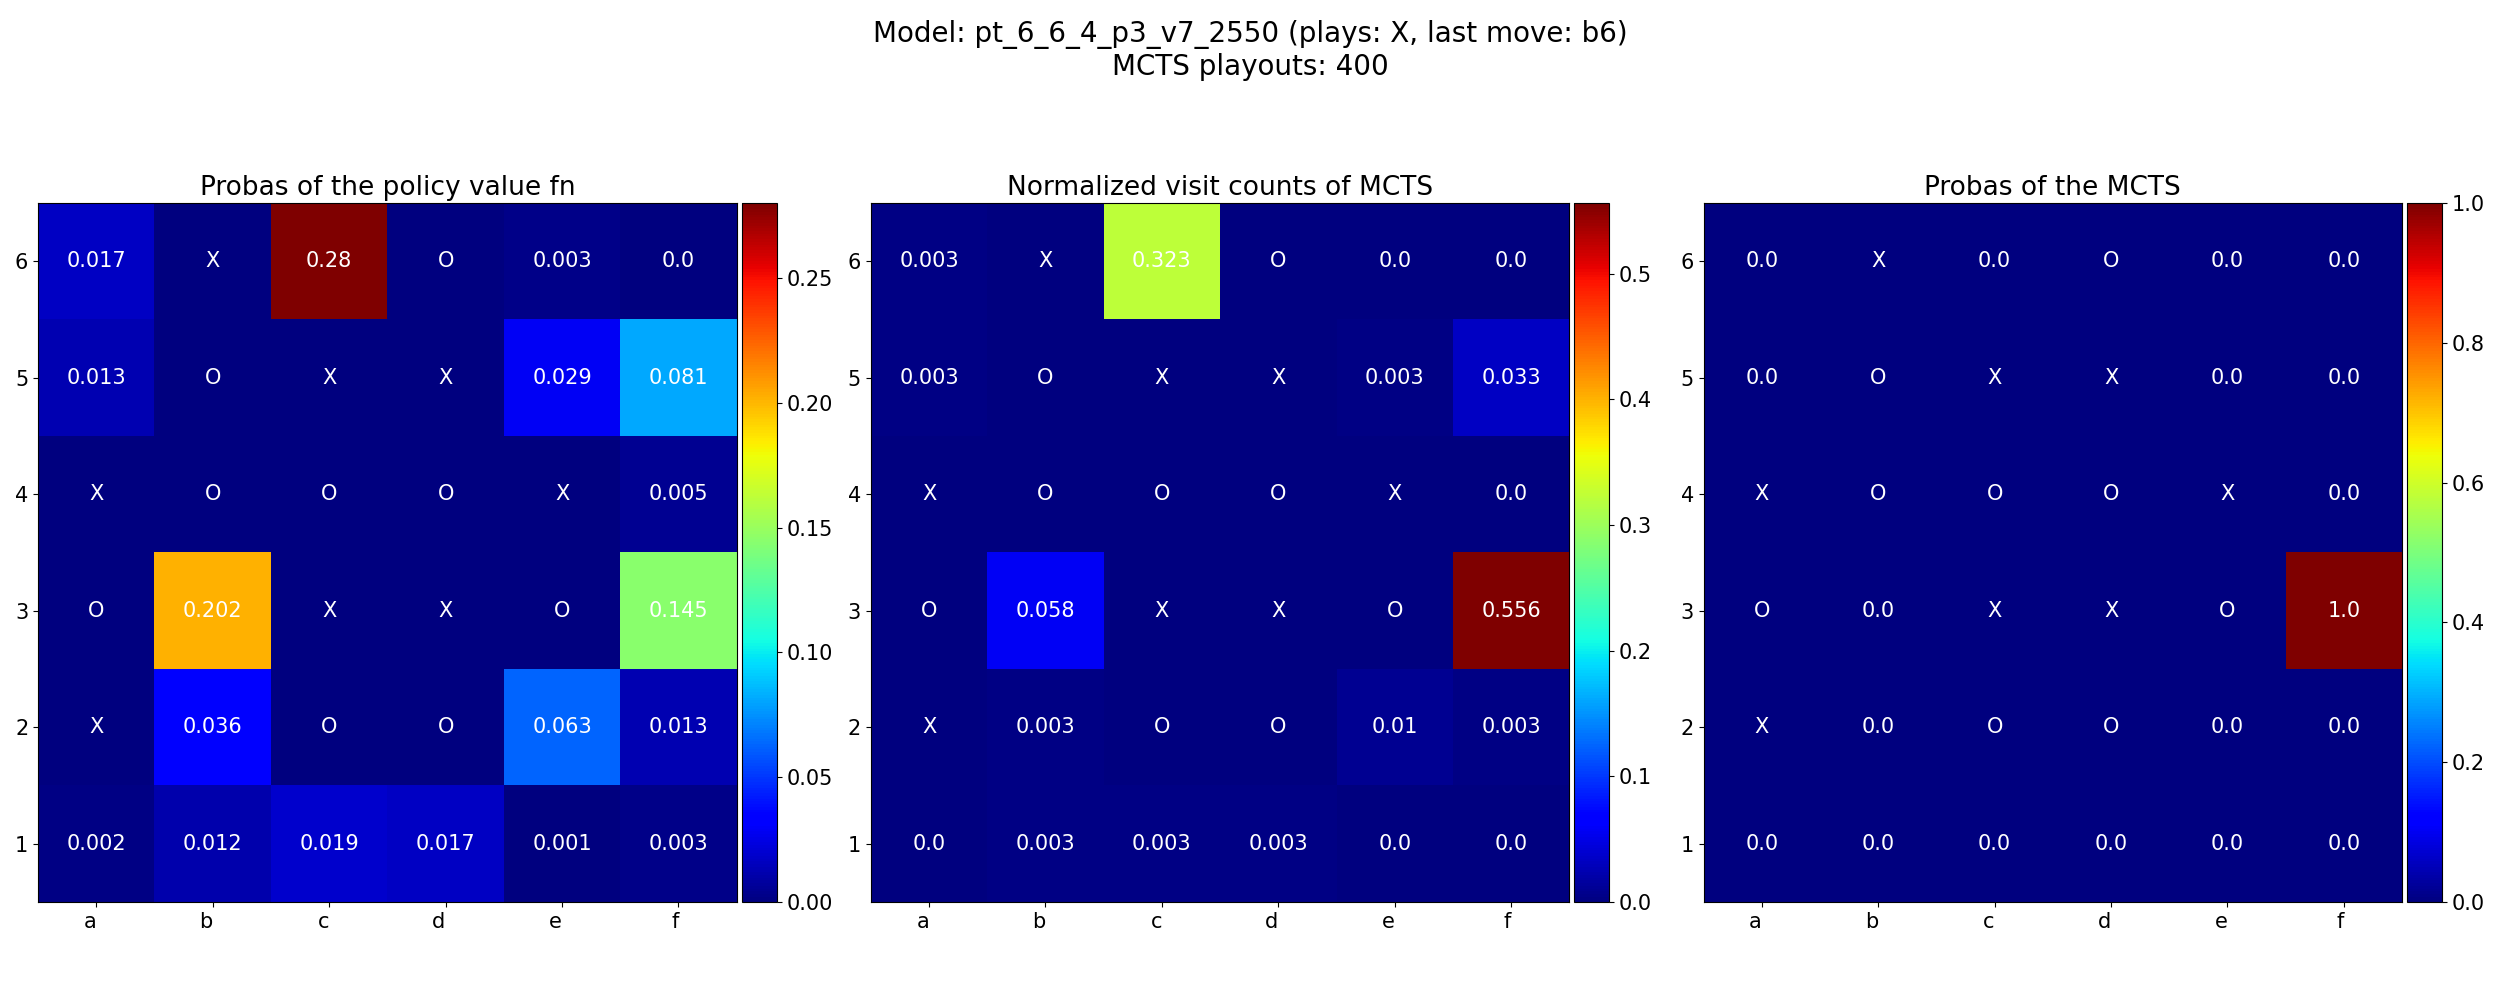 Model: pt_6_6_4_p3_v7_2550 (plays: X, last move: b6)
MCTS playouts: 400
Probas of the policy value fn
6 0.017 X 0.28 O 0.003 0.0
5 0.013 O X X 0.029 0.081
4 X O O O X 0.005
3 O 0.202 X X O 0.145
2 X 0.036 O O 0.063 0.013
1 0.002 0.012 0.019 0.017 0.001 0.003
a b c d e f
0.25
0.20
0.15
0.10
0.05
0.00
Normalized visit counts of MCTS
6 0.003 X 0.323 O 0.0 0.0
5 0.003 O X X 0.003 0.033
4 X O O O X 0.0
3 O 0.058 X X O 0.556
2 X 0.003 O O 0.01 0.003
1 0.0 0.003 0.003 0.003 0.0 0.0
a b c d e f
0.5
0.4
0.3
0.2
0.1
0.0
Probas of the MCTS
6 0.0 X 0.0 O 0.0 0.0
5 0.0 O X X 0.0 0.0
4 X O O O X 0.0
3 O 0.0 X X O 1.0
2 X 0.0 O O 0.0 0.0
1 0.0 0.0 0.0 0.0 0.0 0.0
a b c d e f
1.0
0.8
0.6
0.4
0.2
0.0